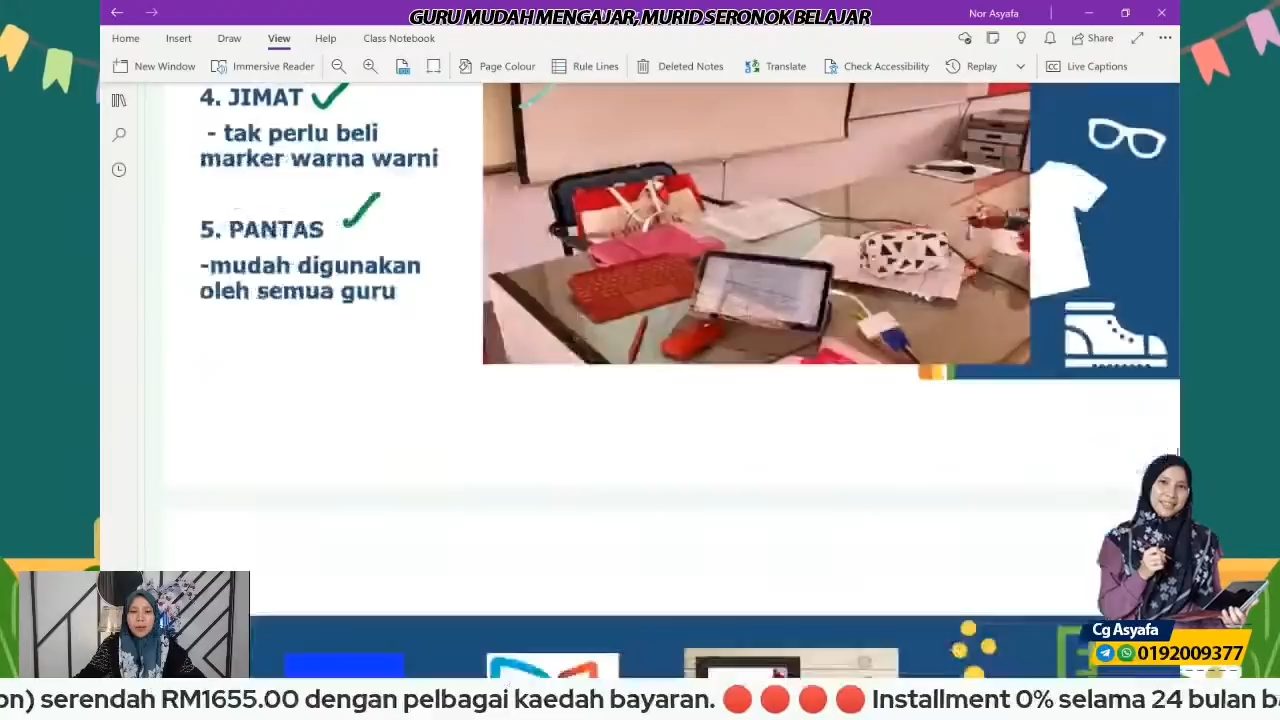 GURU MUDAH MENGAJAR, MURID SERONOK BELAJAR
Nor Asyafa
Home Insert Draw View Help Class Notebook
Share
New Window Immersive Reader Page Colour Rule Lines Deleted Notes Translate Check Accessibility Replay Live Captions
4. JIMAT
- tak perlu beli
marker warna warni
5. PANTAS
-mudah digunakan
oleh semua guru
Cg Asyafa
0192009377
on) serendah RM1655.00 dengan pelbagai kaedah bayaran. Installment 0% selama 24 bulan ba